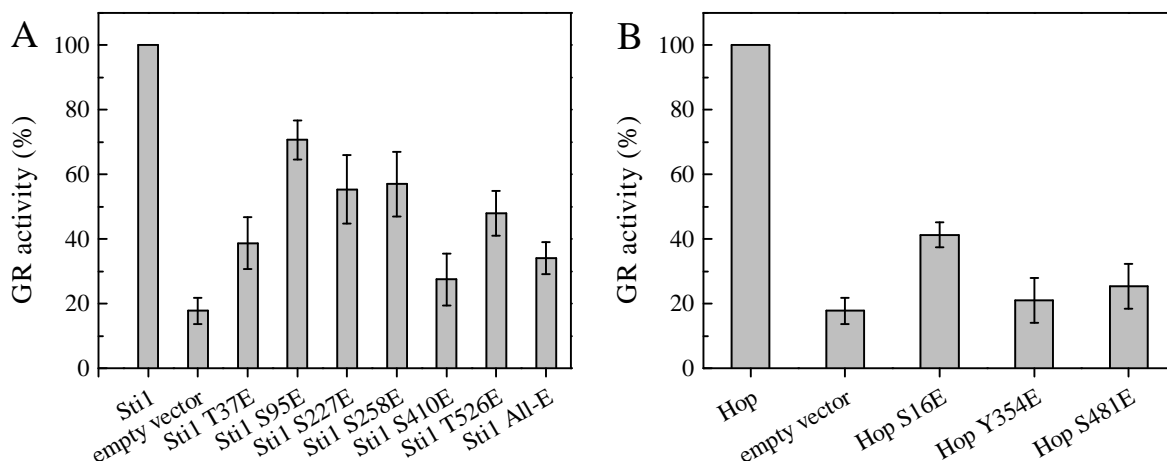 A
GR activity (%)
100
80
60
40
20
0
Sti1
empty vector
Sti1 T37E
Sti1 S95E
Sti1 S227E
Sti1 S258E
Sti1 S410E
Sti1 T526E
Sti1 All-E
B
GR activity (%)
100
80
60
40
20
0
Hop
empty vector
Hop S16E
Hop Y354E
Hop S481E